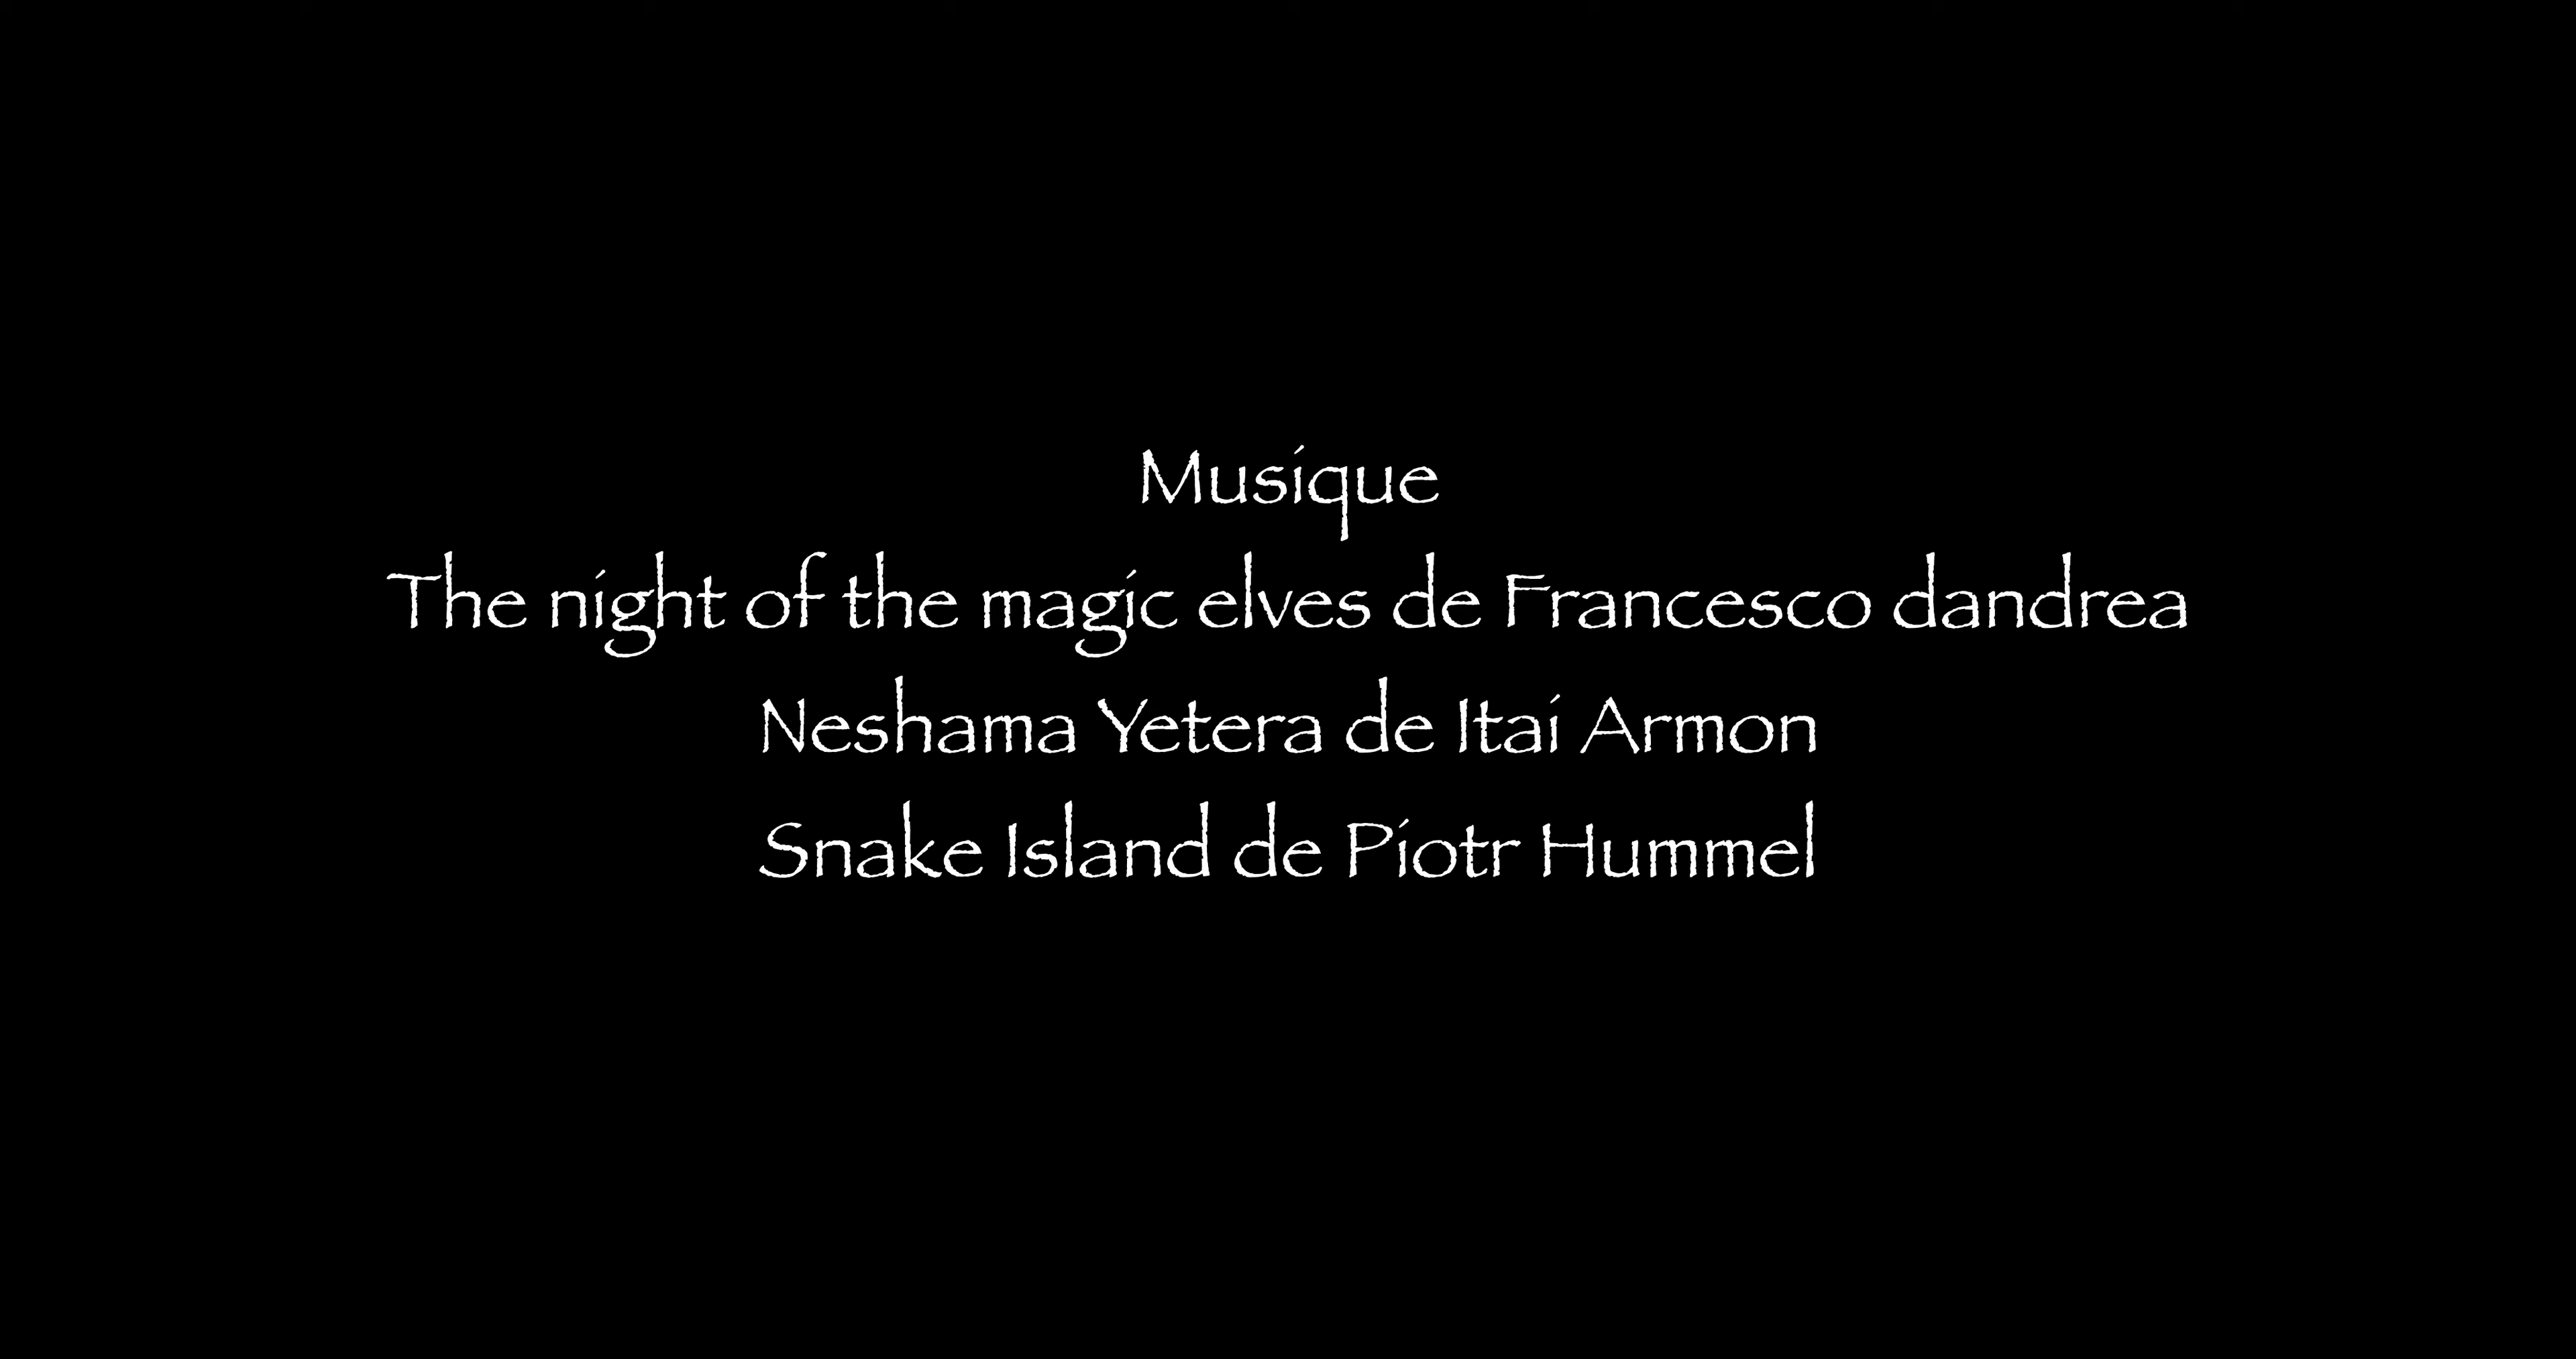 Musique
The night of the magic elves de Francesco dandrea
Neshama Yetera de Itai Armon
Snake Island de Piotr Hummel